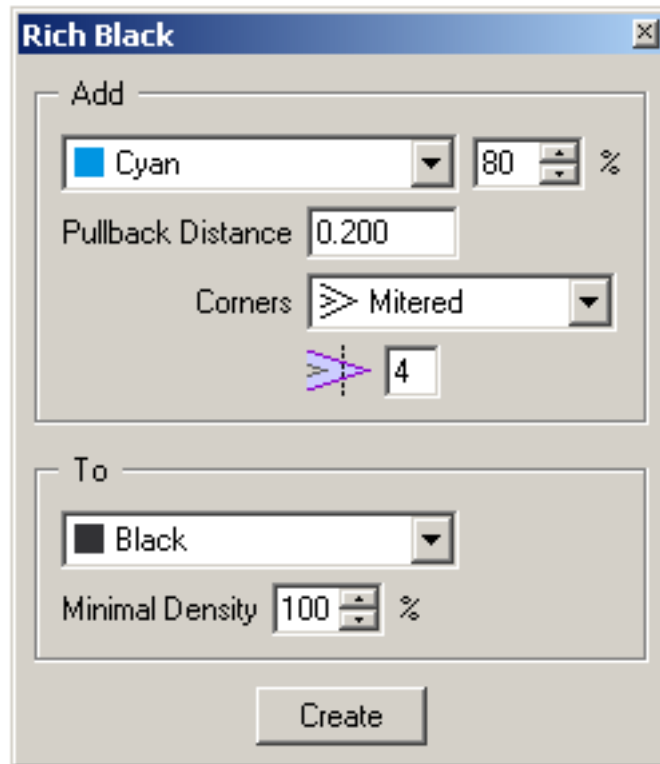 Rich Black
Add
Cyan 80 %
Pullback Distance 0.200
Corners Mitered
4
To
Black
Minimal Density 100 %
Create